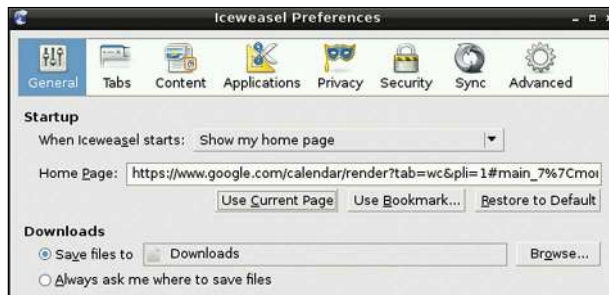 Iceweasel Preferences
General Tabs Content Applications Privacy Security Sync Advanced
Startup
When Iceweasel starts: Show my home page
Home Page: https://www.google.com/calendar/render?tab=wc&pli=1#main_7%7Cmo
Use Current Page Use Bookmark... Restore to Default
Downloads
Save files to Downloads Browse...
Always ask me where to save files